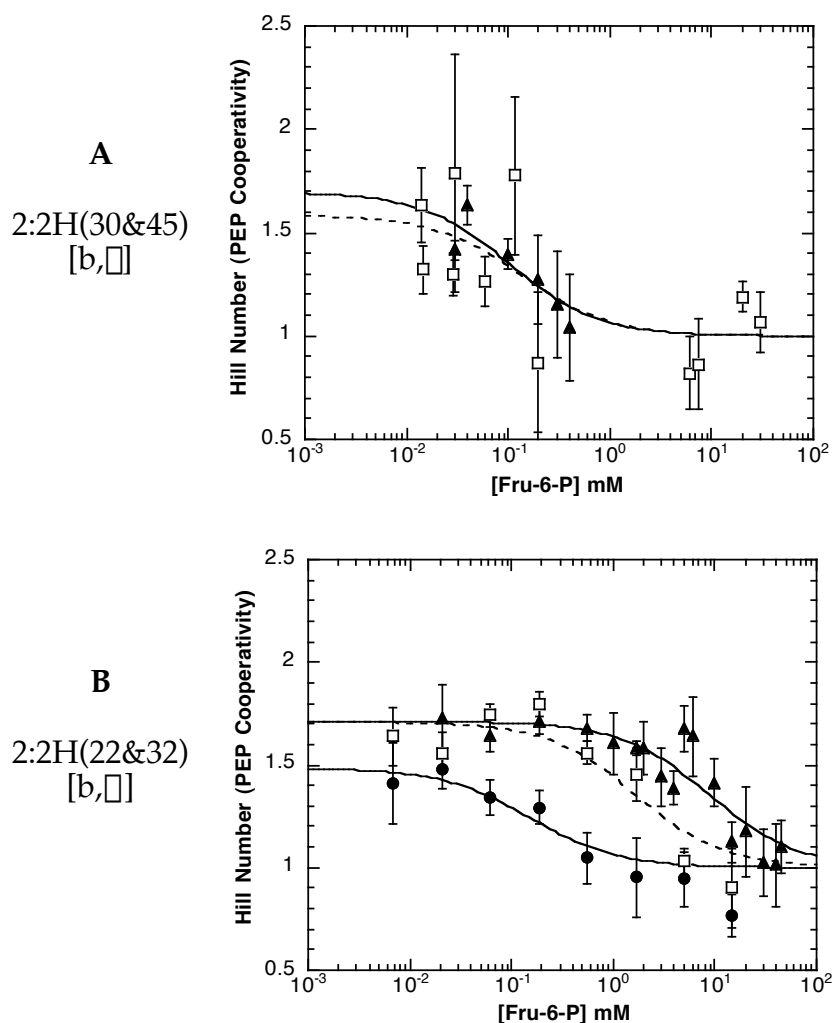 A
2:2H(30&45)
[b,□]
Hill Number (PEP Cooperativity)
2.5
2
1.5
1
0.5
10⁻³ 10⁻² 10⁻¹ 10⁰ 10¹ 10²
[Fru-6-P] mM
B
2:2H(22&32)
[b,□]
Hill Number (PEP Cooperativity)
2.5
2
1.5
1
0.5
10⁻³ 10⁻² 10⁻¹ 10⁰ 10¹ 10²
[Fru-6-P] mM